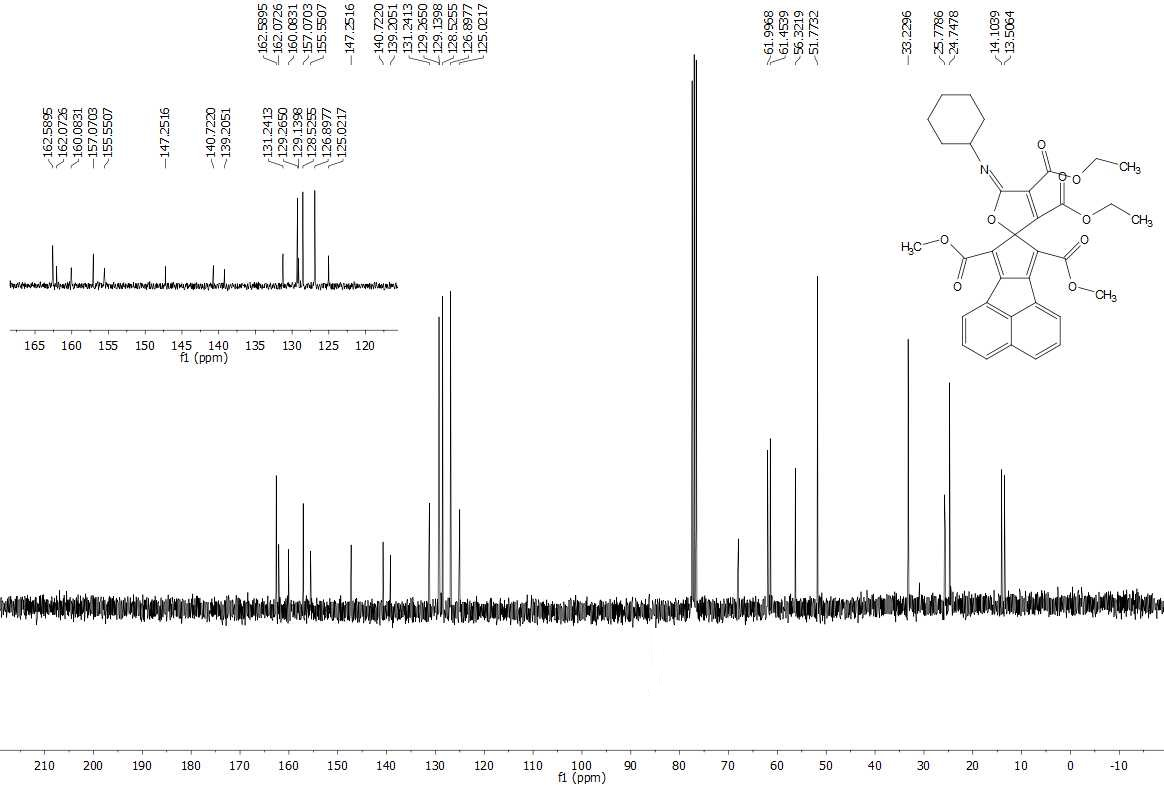 162.5895
162.0726
160.0831
157.0703
155.5507
147.2516
140.7220
139.2051
131.2413
129.2650
129.1398
128.5255
126.8977
125.0217
61.9968
61.4539
56.3219
51.7732
33.2296
25.7786
24.7478
14.1039
13.5064
162.5895
162.0726
160.0831
157.0703
155.5507
147.2516
140.7220
139.2051
131.2413
129.2650
129.1398
128.5255
126.8977
125.0217
165 160 155 150 145 140 135 130 125 120
f1 (ppm)
N
O
O
CH3
O
O
O
CH3
O
H3C
O
O
O
O
CH3
210 200 190 180 170 160 150 140 130 120 110 100 90 80 70 60 50 40 30 20 10 0 -10
f1 (ppm)